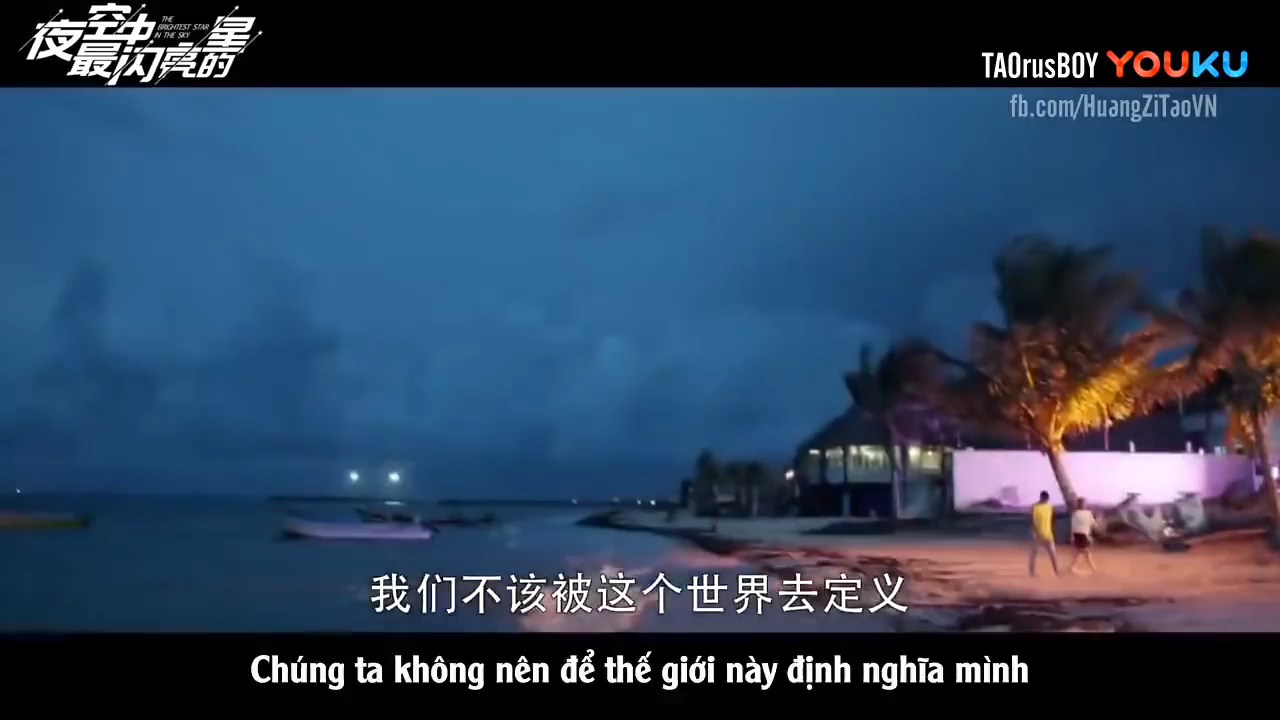 夜空中最闪亮的星
THE BRIGHTEST STAR IN THE SKY
TAOrusBOY YOUKU
fb.com/HuangZiTaoVN
我们不该被这个世界去定义
Chúng ta không nên để thế giới này định nghĩa mình